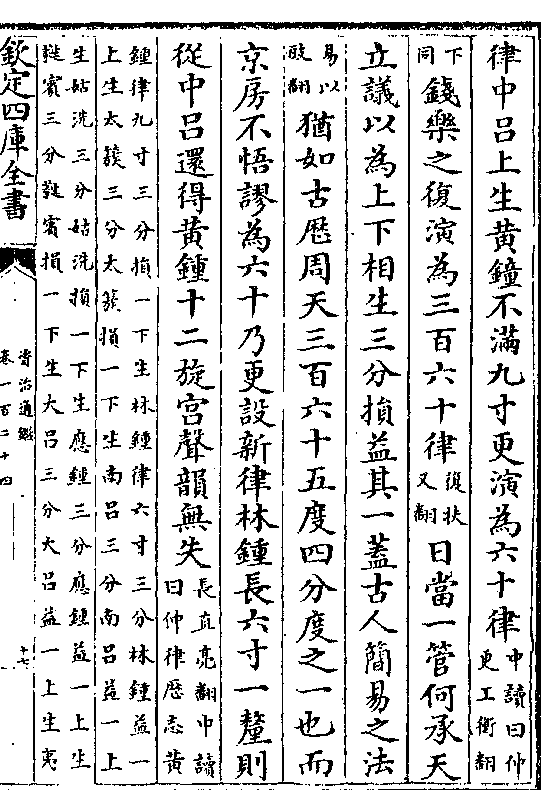 律中呂上生黃鐘不滿九寸更演為六十律中讀曰仲更工衡翻
下同錢樂之復演為三百六十律復扶又翻日當一管何承天
立議以為上下相生三分損益其一蓋古人簡易之法
易以豉翻猶如古歷周天三百六十五度四分度之一也而
京房不悟謬為六十乃更設新律林鍾長六寸一釐則
從中呂還得黃鍾十二旋宮聲韻無失長直亮翻中讀曰仲律歷志黃
鍾律九寸三分損一下生林鍾律六寸三分林鍾益一
上生太簇三分太簇損一下生南呂三分南呂益一上
生姑洗三分姑洗損一下生應鍾三分應鍾益一上生
蕤賓三分蕤賓損一下生大呂三分大呂益一上生夷
欽定四庫全書
資治通鑑
卷一百二十四
十七